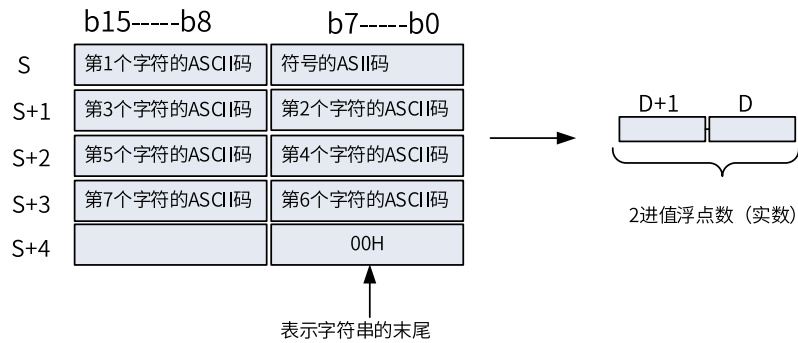 b15-----b8 b7-----b0
S 第1个字符的ASCII码 符号的ASII码
S+1 第3个字符的ASCII码 第2个字符的ASCII码
D+1 D
S+2 第5个字符的ASCII码 第4个字符的ASCII码
S+3 第7个字符的ASCII码 第6个字符的ASCII码
2进值浮点数（实数）
S+4 00H
表示字符串的末尾